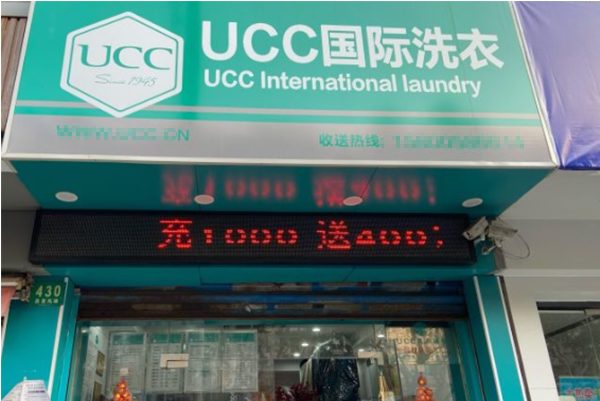 UCC
Since 1945
UCC国际洗衣
UCC International laundry
WWW.UCC.CN
收送热线:
充1000 送400;
430